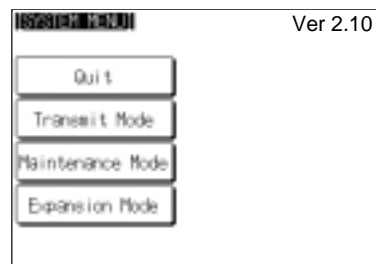 [SYSTEM MENU] Ver 2.10
Quit
Transmit Mode
Maintenance Mode
Expansion Mode